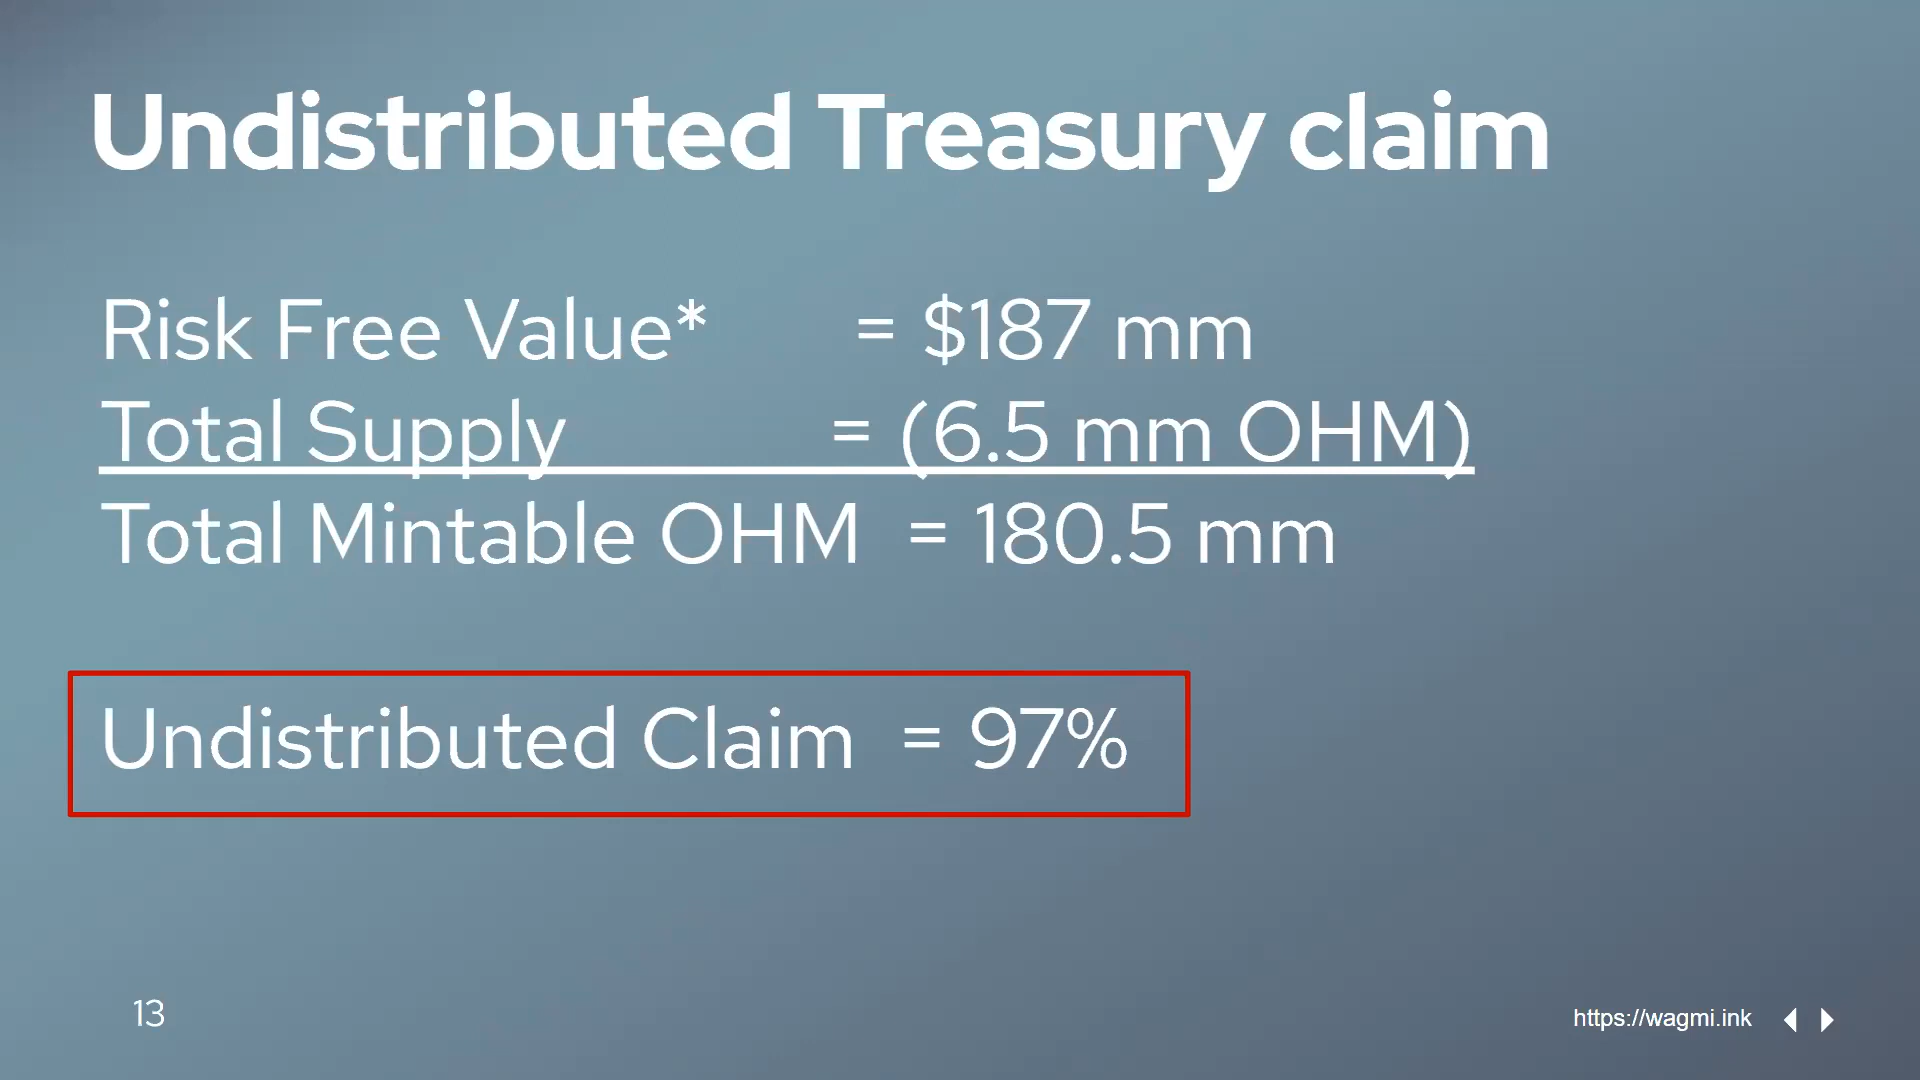 Undistributed Treasury claim
Risk Free Value* = $187 mm
Total Supply = (6.5 mm OHM)
Total Mintable OHM = 180.5 mm
Undistributed Claim = 97%
13
https://wagmi.ink